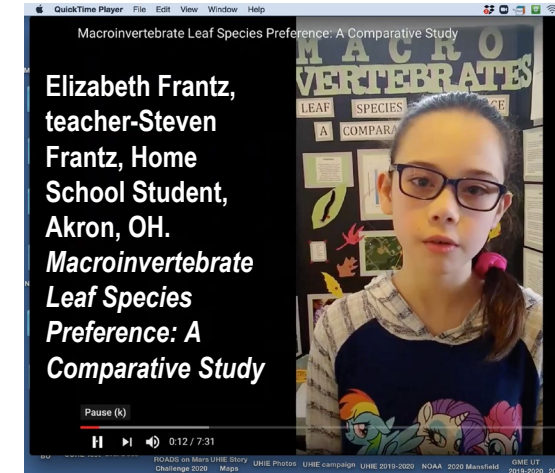 QuickTime Player File Edit View Window Help
Macroinvertebrate Leaf Species Preference: A Comparative Study
MACRO
VERTEBRATES
LEAF SPECIES
A COMPARA
Elizabeth Frantz,
teacher-Steven
Frantz, Home
School Student,
Akron, OH.
Macroinvertebrate
Leaf Species
Preference: A
Comparative Study
Pause (k)
0:12 / 7:31
ROADS on Mars UHIE Story
Challenge 2020 Maps
UHIE Photos UHIE campaign UHIE 2019-2020 NOAA 2020 Mansfield GME UT
2019-2020